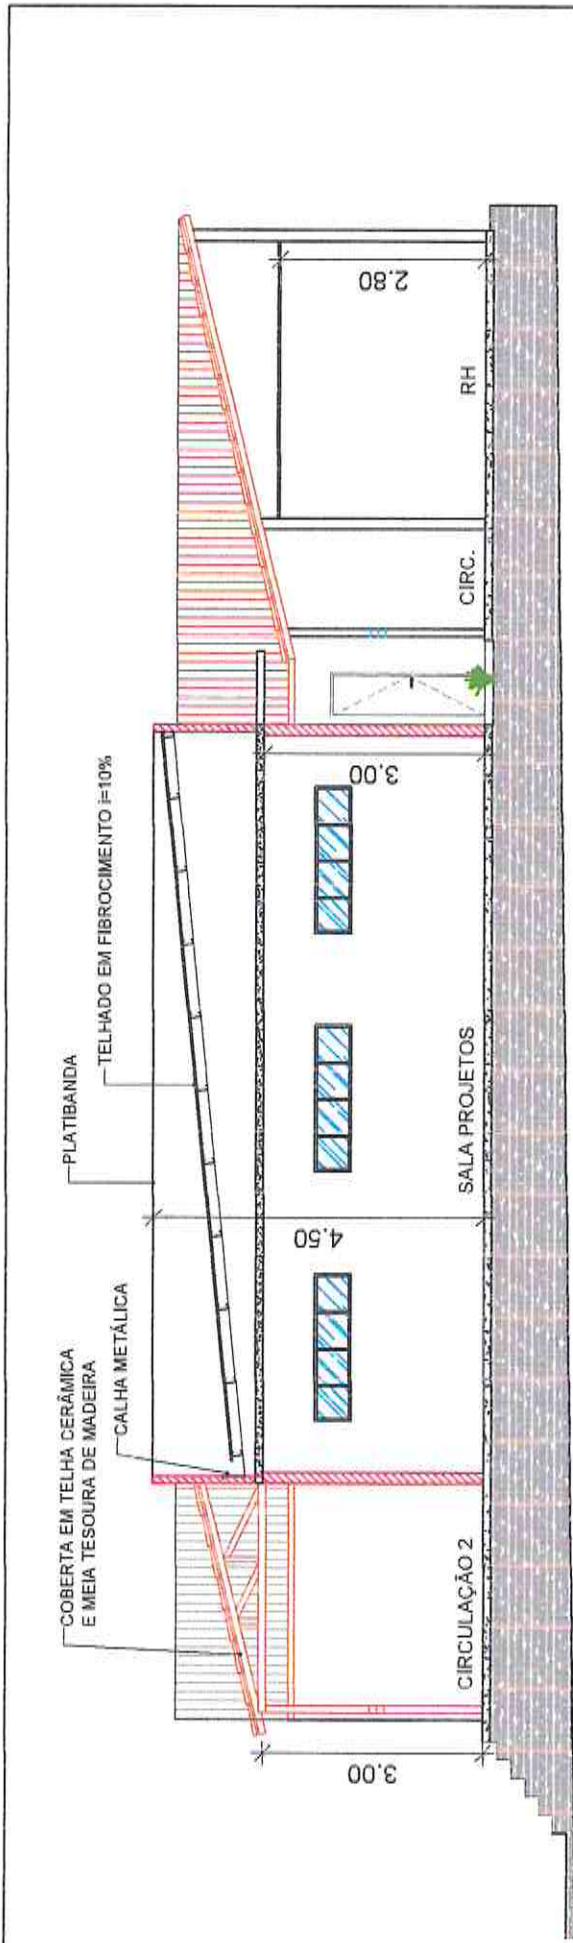 COBERTA EM TELHA CERÂMICA
E MEIA TESOURA DE MADEIRA
CALHA METÁLICA
PLATIBANDA
TELHADO EM FIBROCIMENTO i=10%
3.00
4.50
3.00
2.80
CIRCULAÇÃO 2
SALA PROJETOS
CIRC.
RH